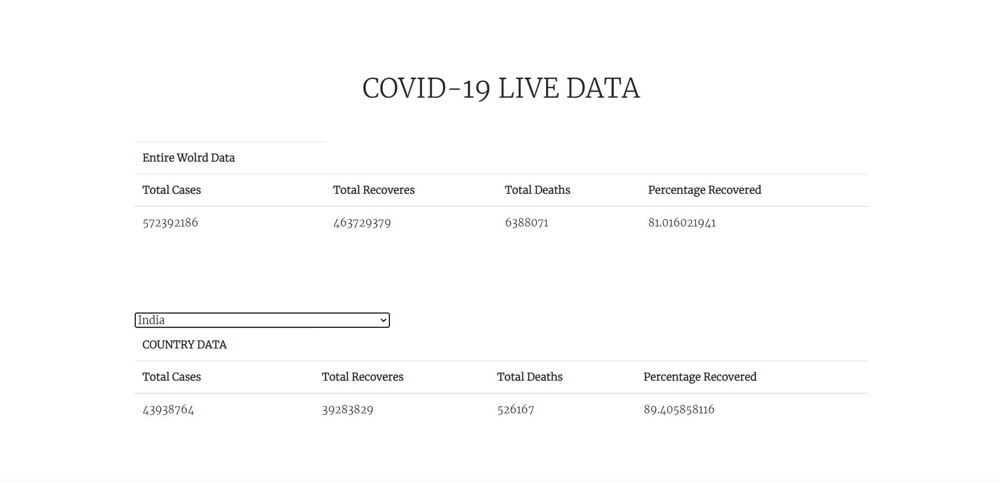 COVID-19 LIVE DATA
Entire Wolrd Data
Total Cases Total Recoveres Total Deaths Percentage Recovered
572392186 463729379 6388071 81.016021941
India
COUNTRY DATA
Total Cases Total Recoveres Total Deaths Percentage Recovered
43938764 39283829 526167 89.405858116